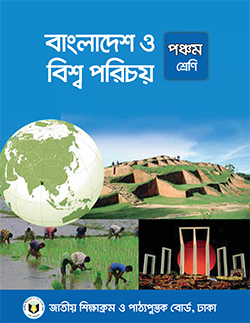 বাংলাদেশ ও
বিশ্ব পরিচয়
পঞ্চম
শ্রেণি
জাতীয় শিক্ষাক্রম ও পাঠ্যপুস্তক বোর্ড, ঢাকা